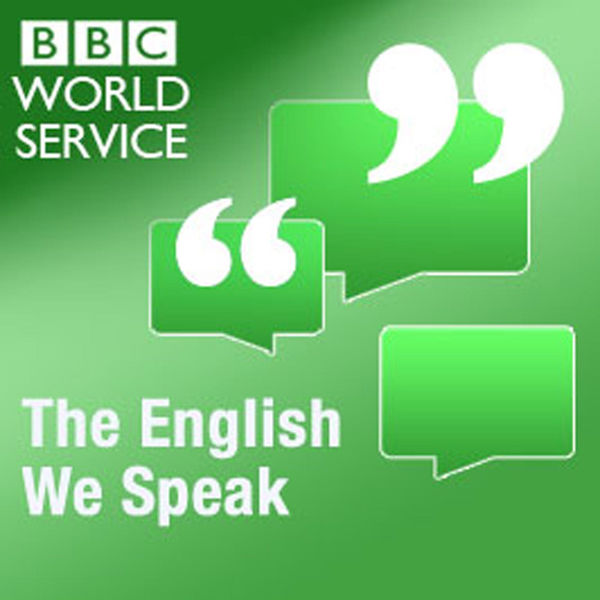 BBC
WORLD
SERVICE
The English
We Speak